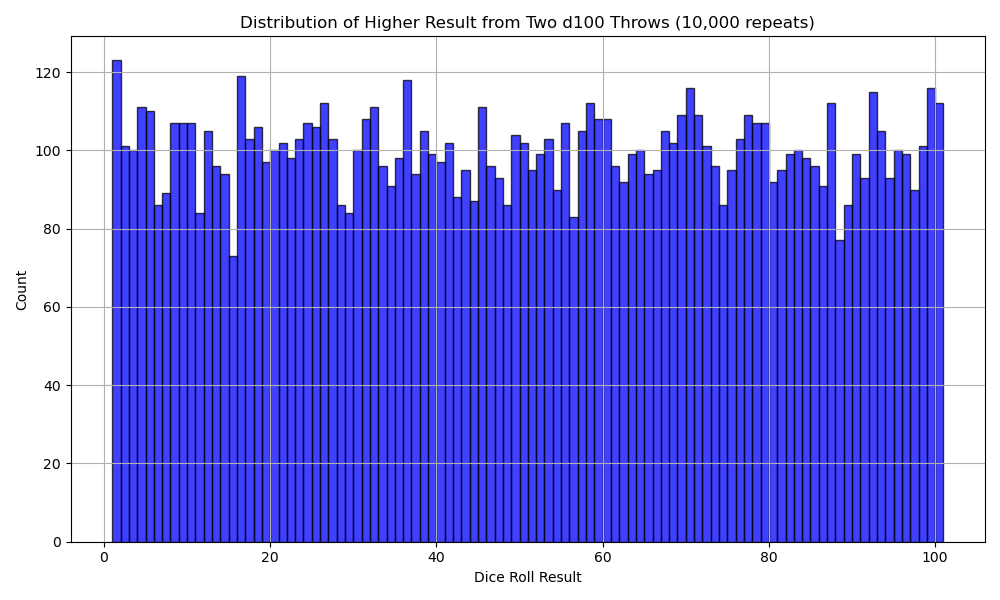 Distribution of Higher Result from Two d100 Throws (10,000 repeats)
120
100
80
60
40
20
0
Count
0 20 40 60 80 100
Dice Roll Result